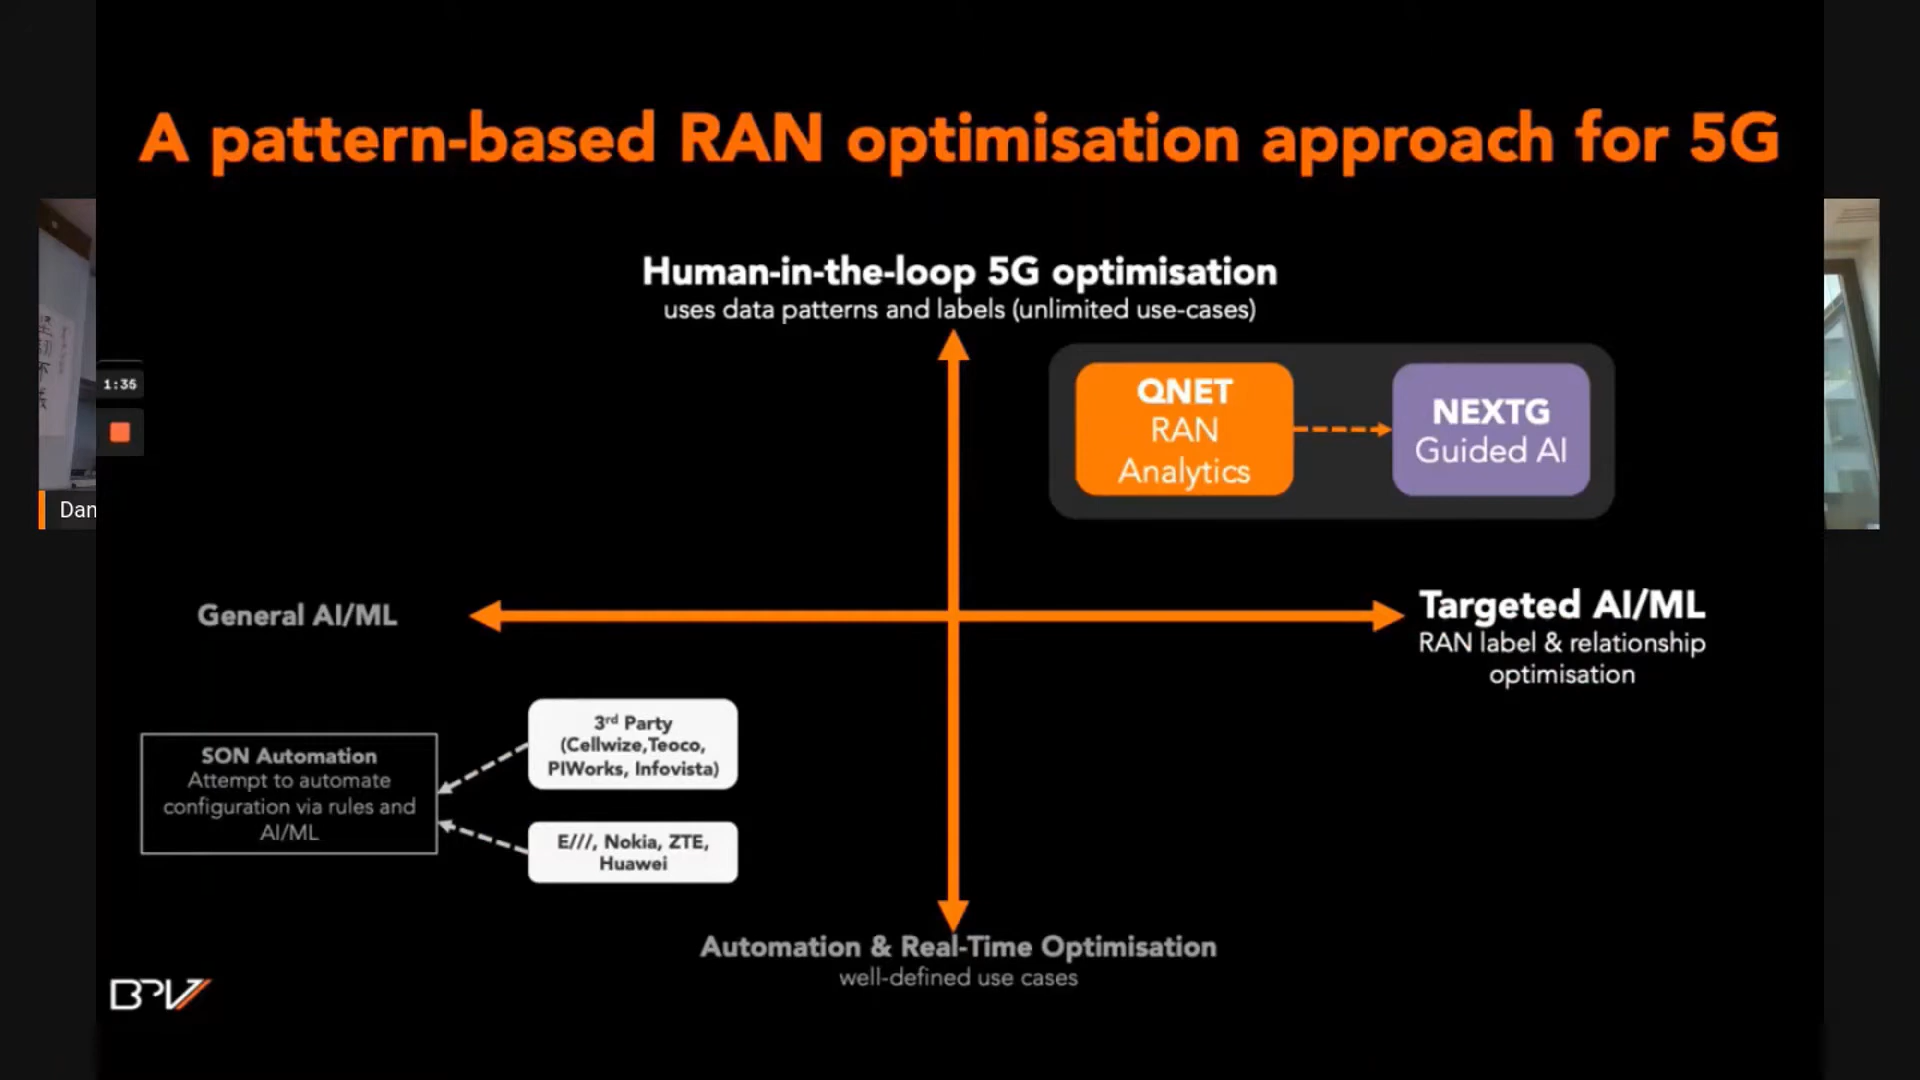 A pattern-based RAN optimisation approach for 5G
Human-in-the-loop 5G optimisation
uses data patterns and labels (unlimited use-cases)
1:36
QNET
RAN
Analytics
NEXTG
Guided AI
Dan
General AI/ML
Targeted AI/ML
RAN label & relationship
optimisation
SON Automation
Attempt to automate
configuration via rules and
AI/ML
3rd Party
(Cellwize,Teoco,
PIWorks, Infovista)
E///, Nokia, ZTE,
Huawei
Automation & Real-Time Optimisation
well-defined use cases
BPV